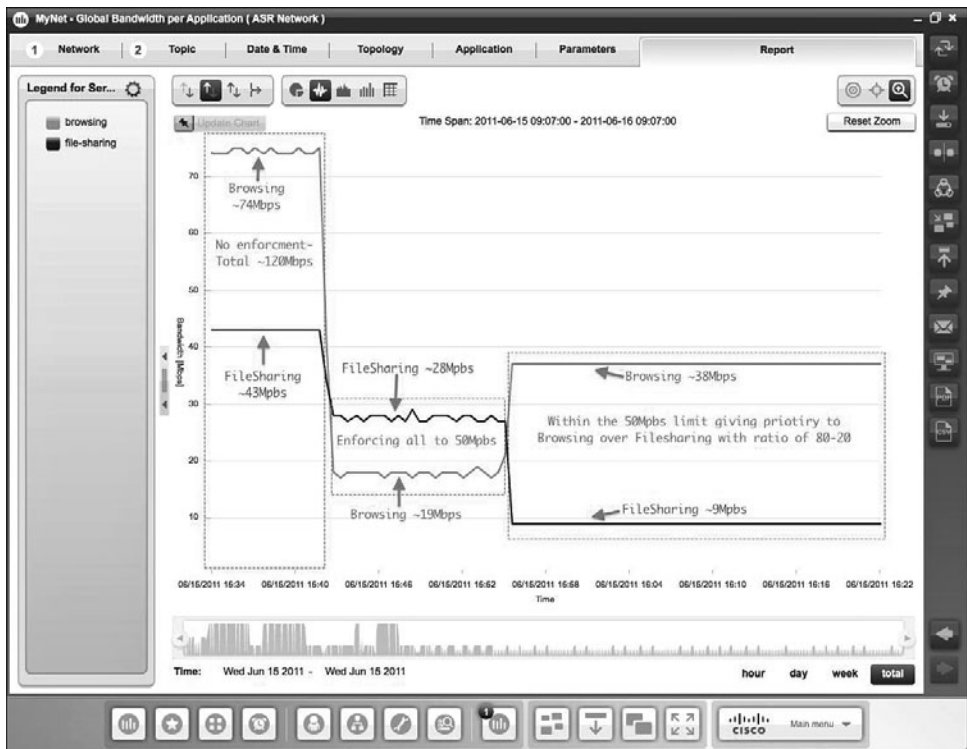 MyNet - Global Bandwidth per Application ( ASR Network )
1 Network 2 Topic Date & Time Topology Application Parameters Report
Legend for Ser...
browsing
file-sharing
Update Chart
Time Span: 2011-06-15 09:07:00 - 2011-06-16 09:07:00
Reset Zoom
Bandwidth [Mbps]
70
60
50
40
30
20
10
Browsing
~74Mbps
No enforcment-
Total ~120Mbps
FileSharing
~43Mbps
FileSharing ~28Mpbs
Enforcing all to 50Mpbs
Browsing ~19Mbps
Browsing ~38Mbps
Within the 50Mpbs limit giving priotiry to
Browsing over Filesharing with ratio of 80-20
FileSharing ~9Mpbs
06/15/2011 16:34 06/15/2011 16:40 06/15/2011 16:46 06/15/2011 16:52 06/15/2011 16:58 06/15/2011 16:04 06/15/2011 16:10 06/15/2011 16:16 06/15/2011 16:22
Time
Time: Wed Jun 15 2011 - Wed Jun 15 2011
hour day week total
PDF
CSV
1
CISCO
Main menu